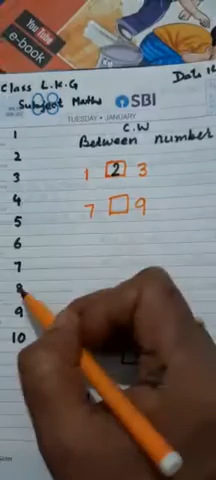 You Tube
e-book
Class L.K.G
Date
Subject Maths
SBI
TUESDAY • JANUARY
C.W
Between number
1 2 3
7 9
1
2
3
4
5
6
7
8
9
10